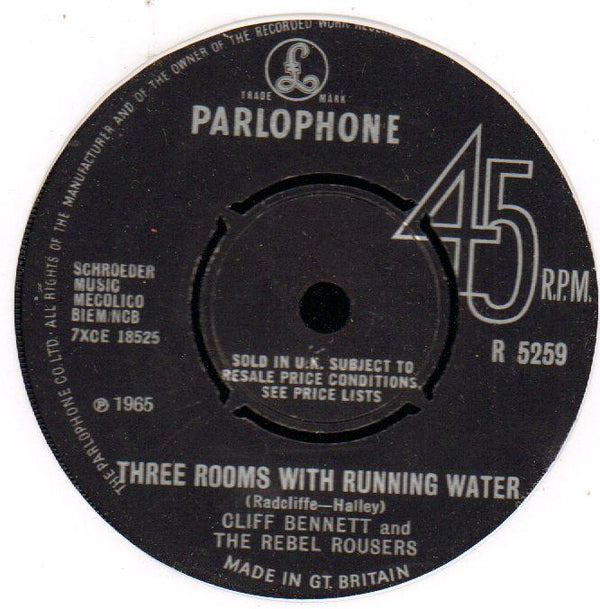 THE PARLOPHONE CO. LTD. ALL RIGHTS OF THE MANUFACTURER AND OF THE OWNER OF THE RECORDED WORK RESER
£
TRADE MARK
PARLOPHONE
45
R.P.M.
SCHROEDER
MUSIC
MECOLICO
BIEM/NCB
7XCE 18525
R 5259
SOLD IN U.K. SUBJECT TO
RESALE PRICE CONDITIONS,
SEE PRICE LISTS
℗ 1965
THREE ROOMS WITH RUNNING WATER
(Radcliffe—Halley)
CLIFF BENNETT and
THE REBEL ROUSERS
MADE IN GT. BRITAIN